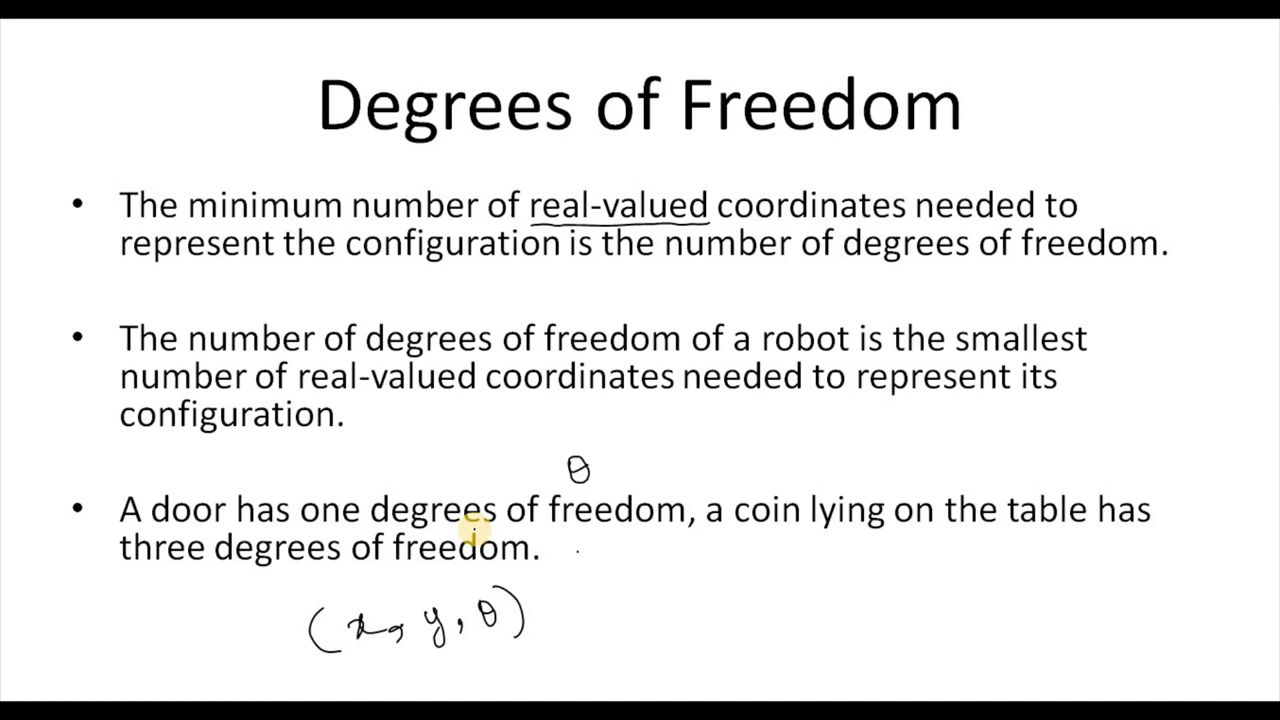 Degrees of Freedom
• The minimum number of real-valued coordinates needed to
represent the configuration is the number of degrees of freedom.
• The number of degrees of freedom of a robot is the smallest
number of real-valued coordinates needed to represent its
configuration.
θ
• A door has one degrees of freedom, a coin lying on the table has
three degrees of freedom.
(x, y, θ)